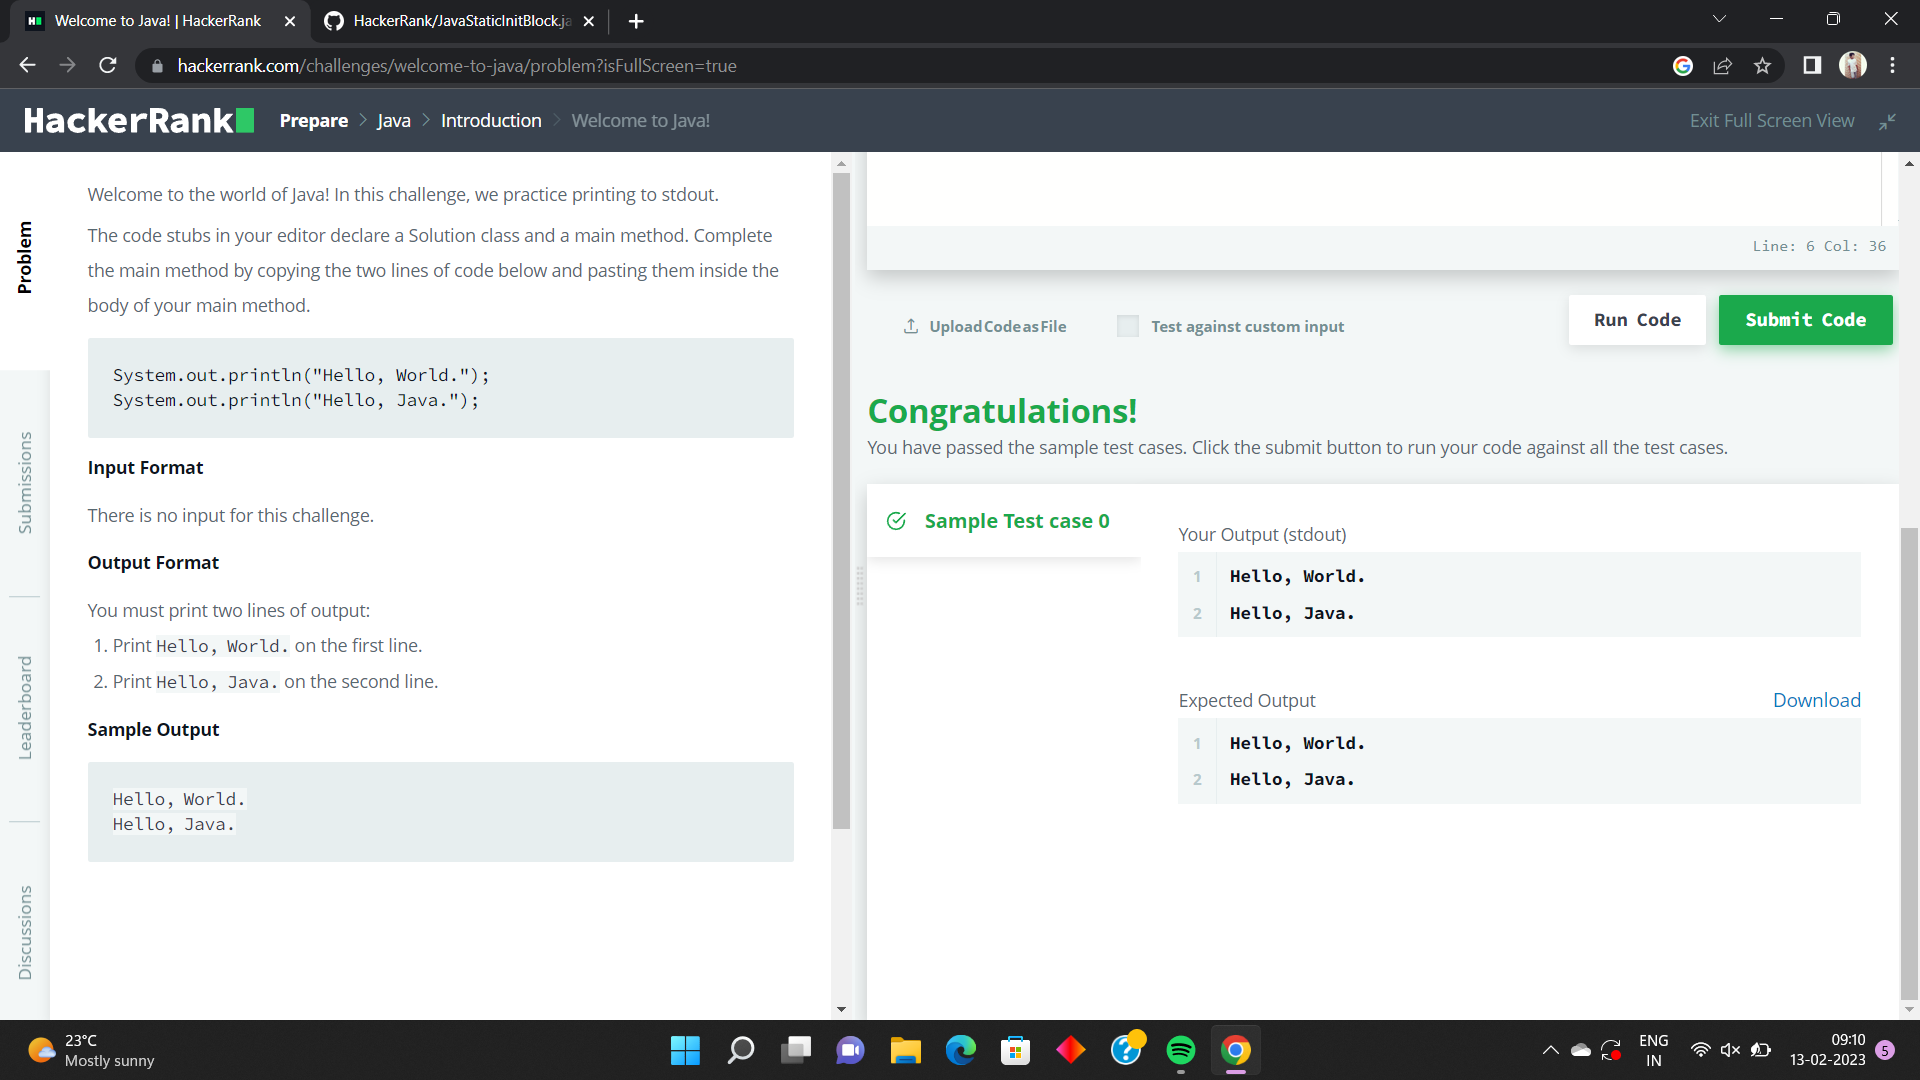 Welcome to Java! | HackerRank
HackerRank/JavaStaticInitBlock.ja
hackerrank.com/challenges/welcome-to-java/problem?isFullScreen=true
HackerRank
Prepare > Java > Introduction > Welcome to Java!
Exit Full Screen View
Problem
Submissions
Leaderboard
Discussions
Welcome to the world of Java! In this challenge, we practice printing to stdout.
The code stubs in your editor declare a Solution class and a main method. Complete
the main method by copying the two lines of code below and pasting them inside the
body of your main method.
System.out.println("Hello, World.");
System.out.println("Hello, Java.");
Input Format
There is no input for this challenge.
Output Format
You must print two lines of output:
1. Print Hello, World. on the first line.
2. Print Hello, Java. on the second line.
Sample Output
Hello, World.
Hello, Java.
Line: 6 Col: 36
Upload Code as File
Test against custom input
Run Code
Submit Code
Congratulations!
You have passed the sample test cases. Click the submit button to run your code against all the test cases.
Sample Test case 0
Your Output (stdout)
1 Hello, World.
2 Hello, Java.
Expected Output
Download
1 Hello, World.
2 Hello, Java.
23°C
Mostly sunny
ENG
IN
09:10
13-02-2023
5